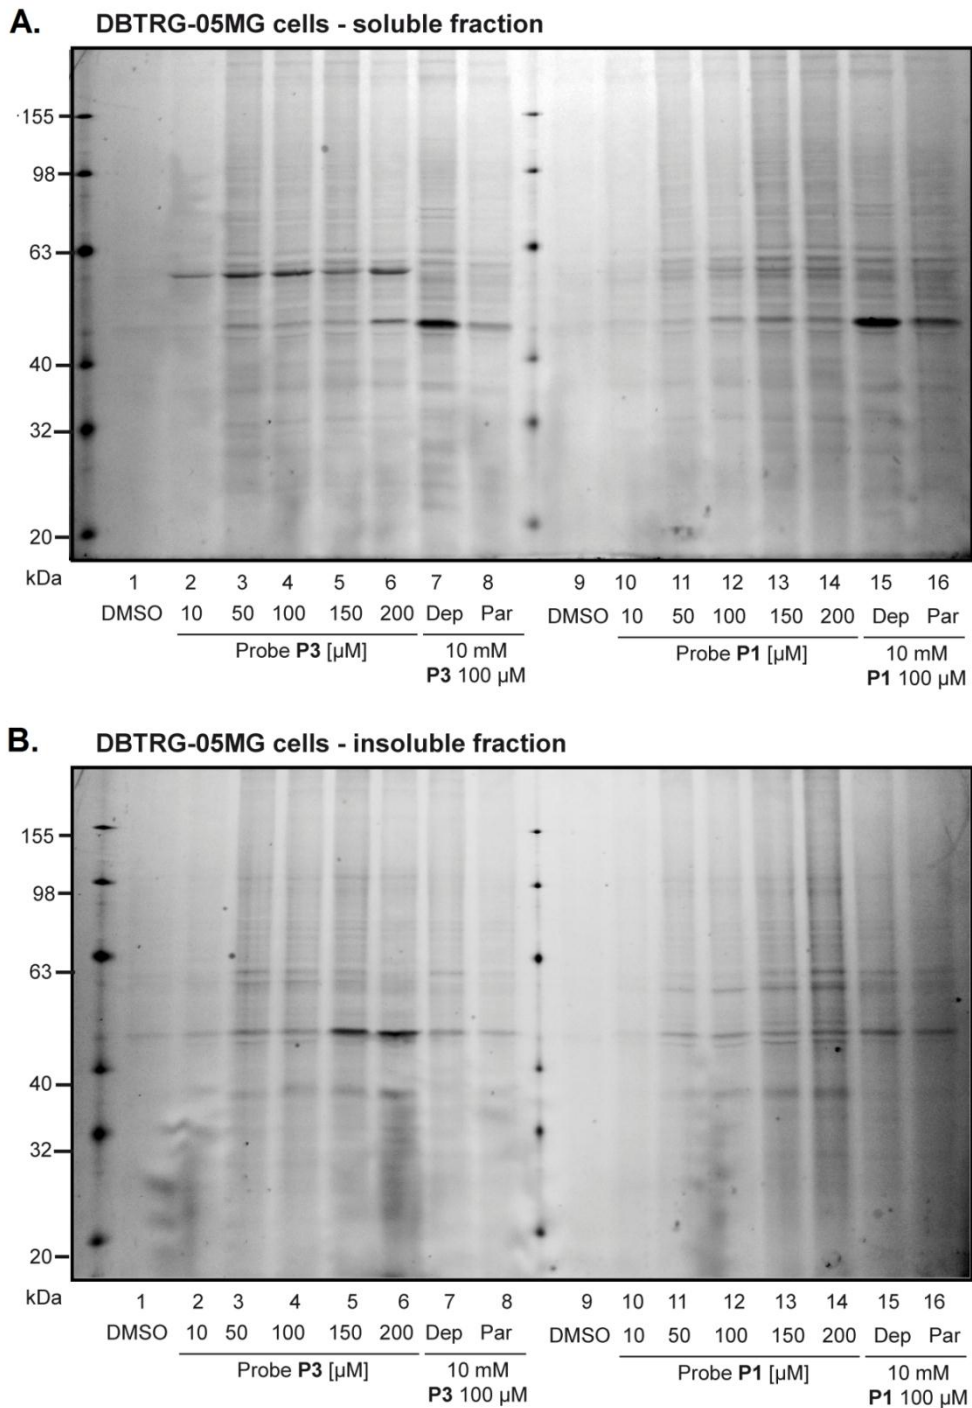 A. DBTRG-05MG cells - soluble fraction
155
98
63
40
32
20
kDa 1 2 3 4 5 6 7 8 9 10 11 12 13 14 15 16
DMSO 10 50 100 150 200 Dep Par DMSO 10 50 100 150 200 Dep Par
Probe P3 [µM] 10 mM Probe P1 [µM] 10 mM
P3 100 µM P1 100 µM
B. DBTRG-05MG cells - insoluble fraction
155
98
63
40
32
20
kDa 1 2 3 4 5 6 7 8 9 10 11 12 13 14 15 16
DMSO 10 50 100 150 200 Dep Par DMSO 10 50 100 150 200 Dep Par
Probe P3 [µM] 10 mM Probe P1 [µM] 10 mM
P3 100 µM P1 100 µM